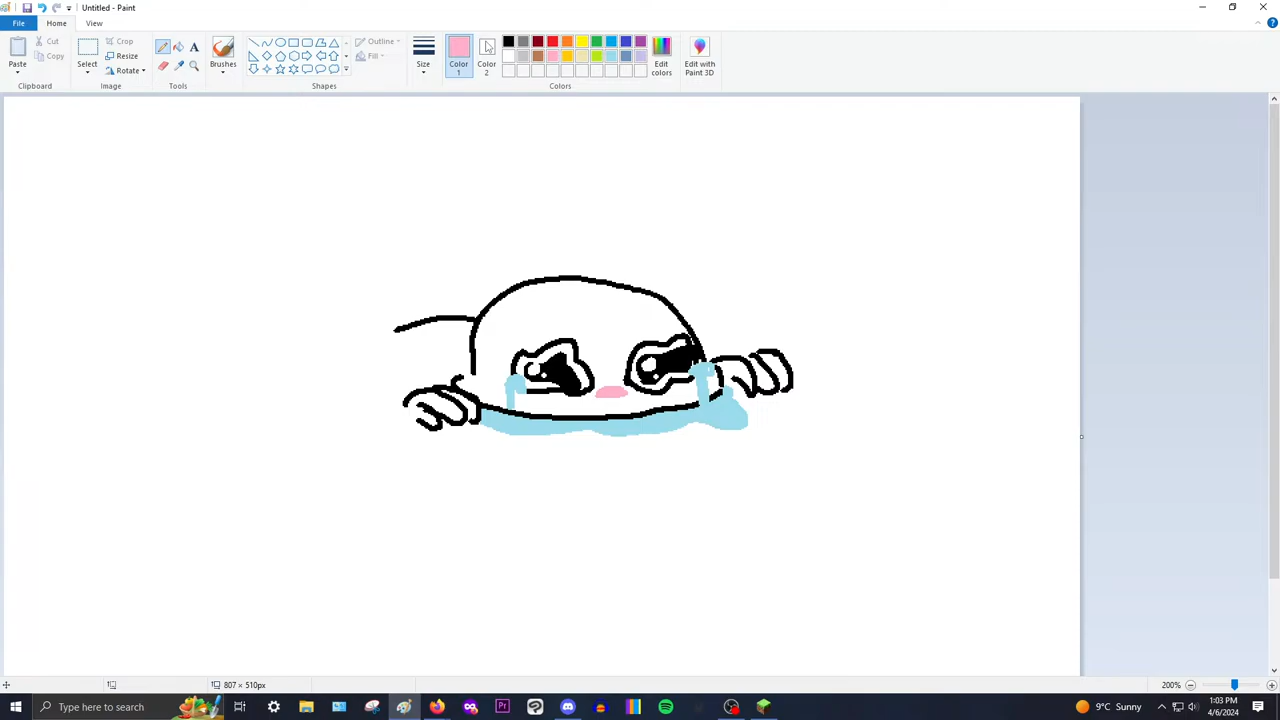 Untitled - Paint
File Home View
Paste
Cut
Copy
Clipboard
Select
Crop
Resize
Rotate
Image
A
Tools
Brushes
Outline
Fill
Shapes
Size
Color 1
Color 2
Edit colors
Colors
Edit with Paint 3D
807 × 510px
200%
Type here to search
Pr
9°C Sunny
1:03 PM
4/6/2024